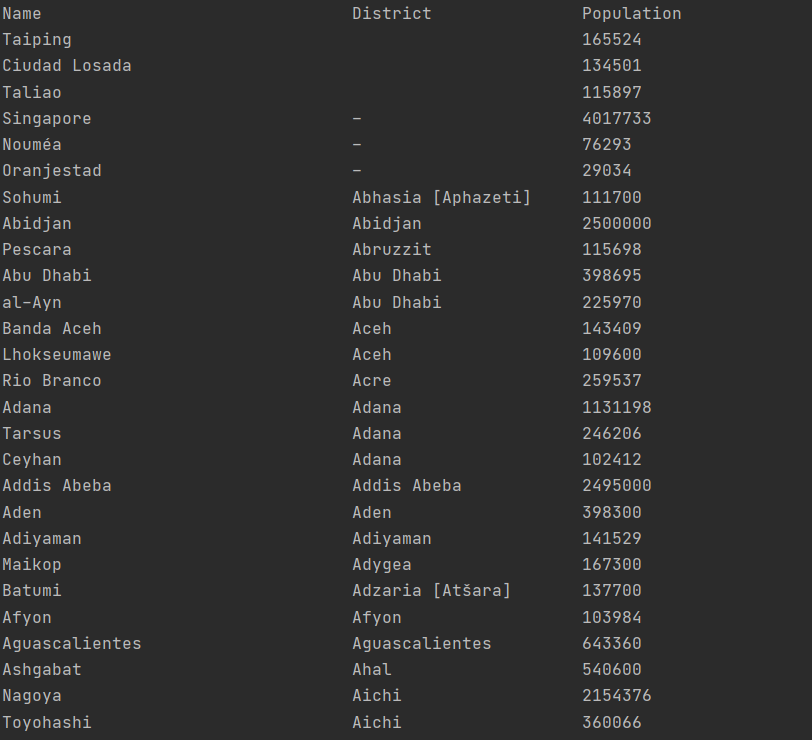 Name District Population
Taiping 165524
Ciudad Losada 134501
Taliao 115897
Singapore – 4017733
Nouméa – 76293
Oranjestad – 29034
Sohumi Abhasia [Aphazeti] 111700
Abidjan Abidjan 2500000
Pescara Abruzzit 115698
Abu Dhabi Abu Dhabi 398695
al-Ayn Abu Dhabi 225970
Banda Aceh Aceh 143409
Lhokseumawe Aceh 109600
Rio Branco Acre 259537
Adana Adana 1131198
Tarsus Adana 246206
Ceyhan Adana 102412
Addis Abeba Addis Abeba 2495000
Aden Aden 398300
Adiyaman Adiyaman 141529
Maikop Adygea 167300
Batumi Adzaria [Atšara] 137700
Afyon Afyon 103984
Aguascalientes Aguascalientes 643360
Ashgabat Ahal 540600
Nagoya Aichi 2154376
Toyohashi Aichi 360066